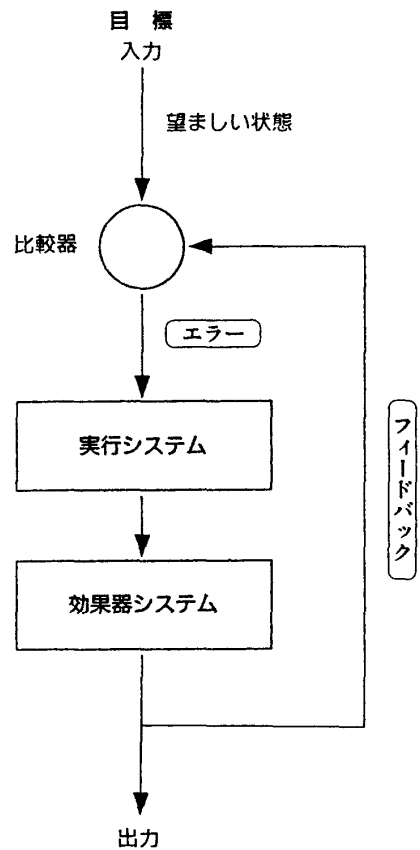 目標
入力
望ましい状態
比較器
エラー
実行システム
フィードバック
効果器システム
出力